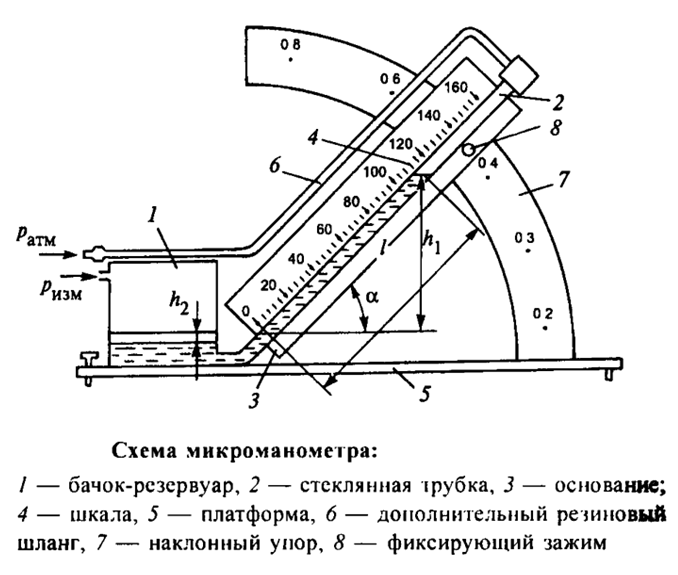 0 8
0 6
160
140
120
100
80
60
40
20
0
2
8
4
6
0 4
7
1
0 3
0 2
pатм
pизм
h2
h1
l
α
3
5
Схема микроманометра:
1 — бачок-резервуар, 2 — стеклянная трубка, 3 — основание;
4 — шкала, 5 — платформа, 6 — дополнительный резиновый
шланг, 7 — наклонный упор, 8 — фиксирующий зажим